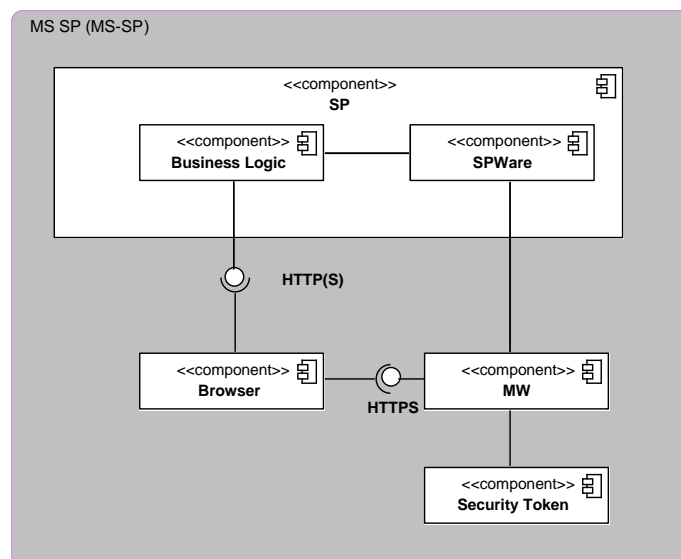 MS SP (MS-SP)
<<component>>
SP
<<component>>
Business Logic
<<component>>
SPWare
HTTP(S)
<<component>>
Browser
HTTPS
<<component>>
MW
<<component>>
Security Token